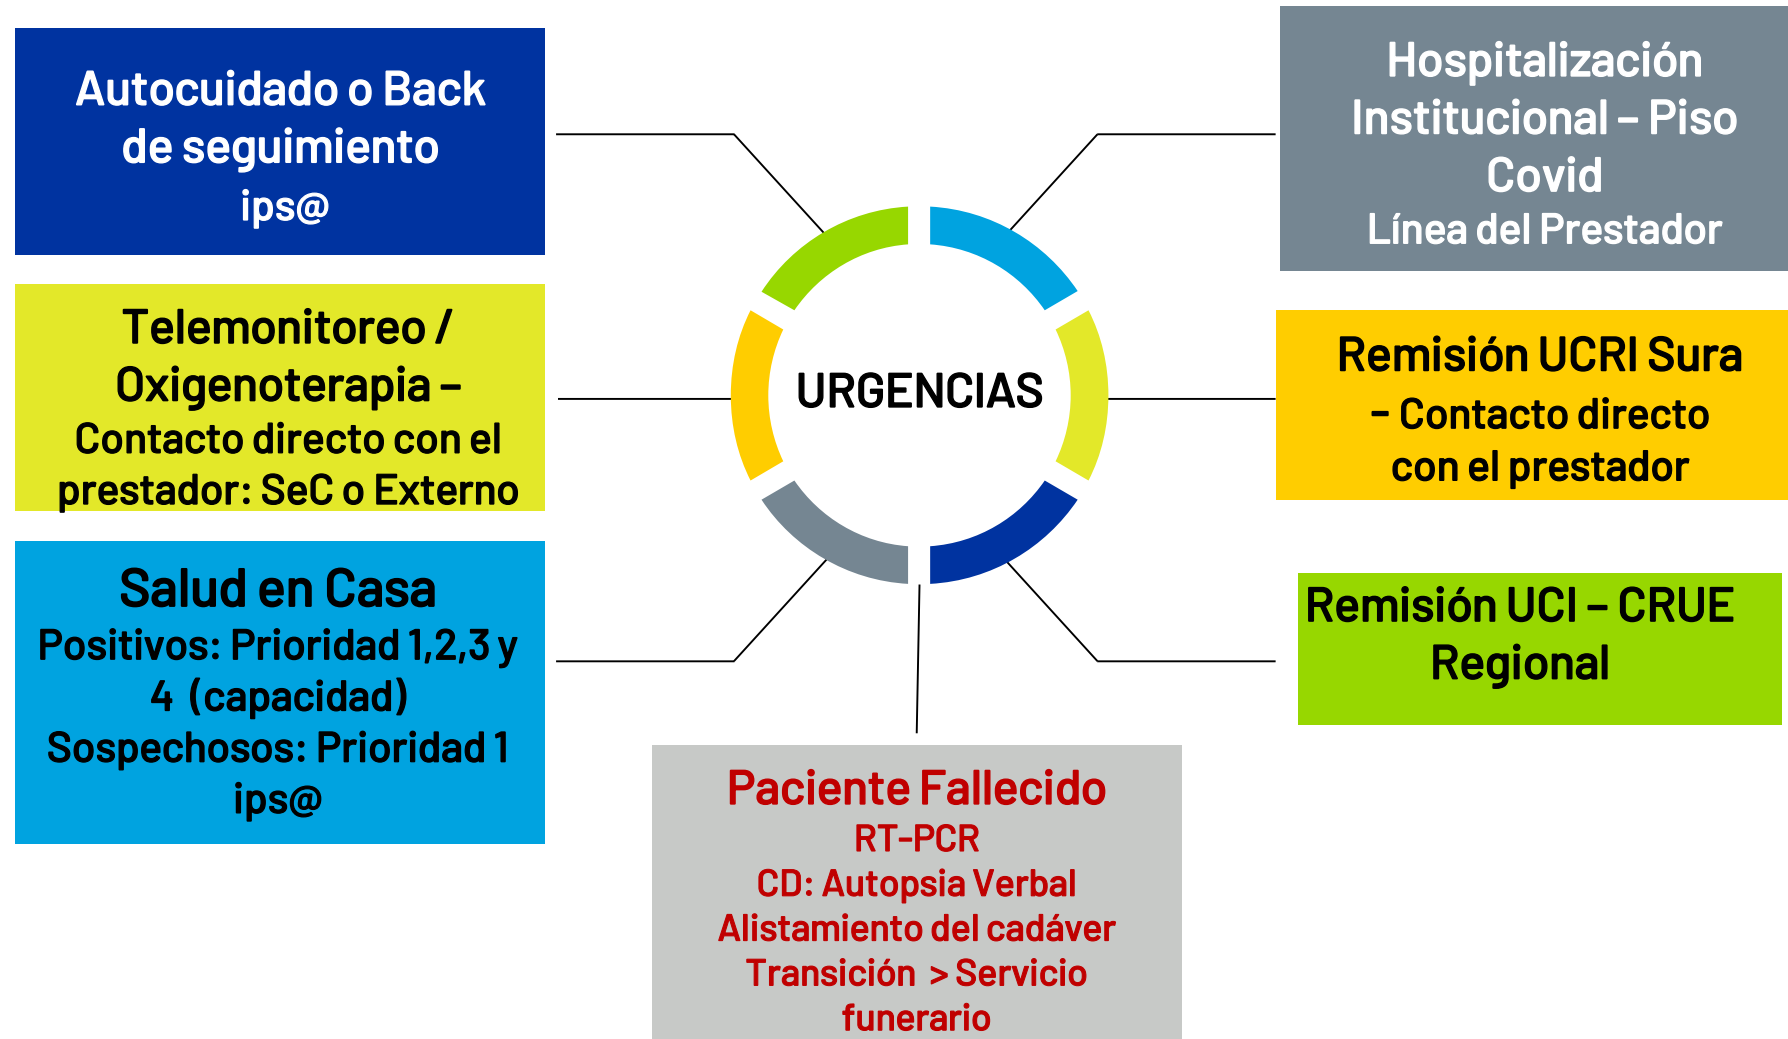 Autocuidado o Back
de seguimiento
ips@
Telemonitoreo /
Oxigenoterapia –
Contacto directo con el
prestador: SeC o Externo
Salud en Casa
Positivos: Prioridad 1,2,3 y
4 (capacidad)
Sospechosos: Prioridad 1
ips@
URGENCIAS
Hospitalización
Institucional – Piso
Covid
Línea del Prestador
Remisión UCRI Sura
– Contacto directo
con el prestador
Remisión UCI – CRUE
Regional
Paciente Fallecido
RT-PCR
CD: Autopsia Verbal
Alistamiento del cadáver
Transición > Servicio
funerario